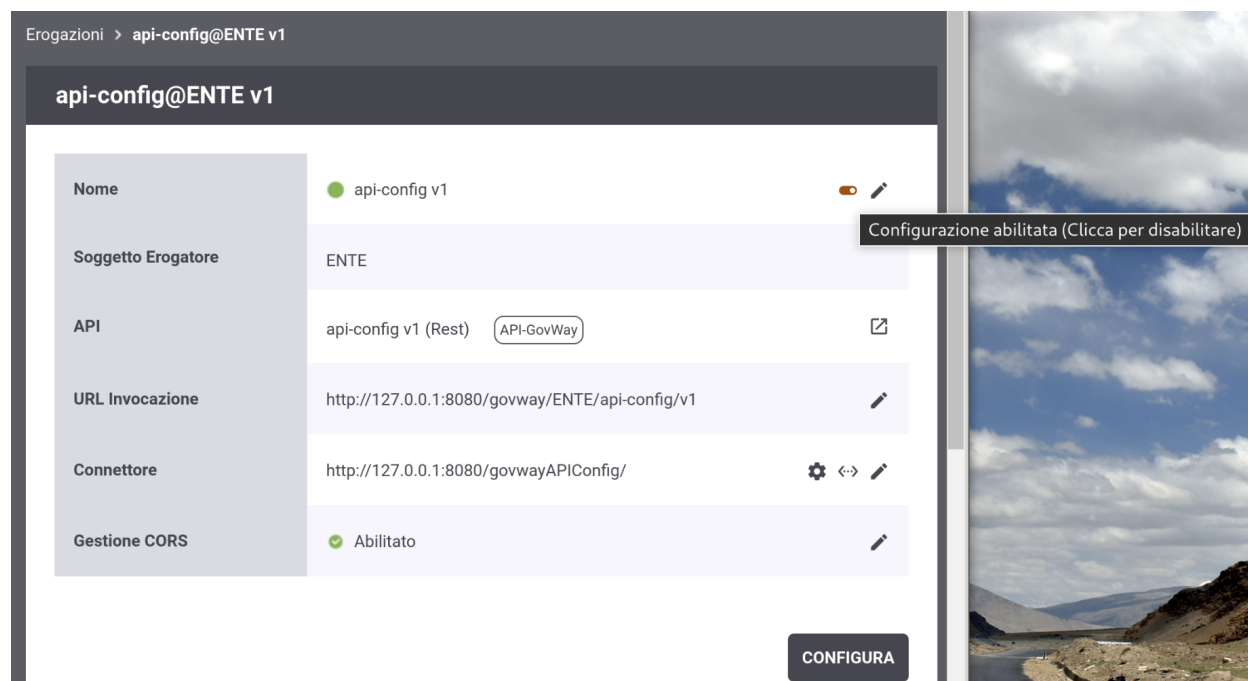 Erogazioni > api-config@ENTE v1
api-config@ENTE v1
Nome
api-config v1
Configurazione abilitata (Clicca per disabilitare)
Soggetto Erogatore
ENTE
API
api-config v1 (Rest) API-GovWay
URL Invocazione
http://127.0.0.1:8080/govway/ENTE/api-config/v1
Connettore
http://127.0.0.1:8080/govwayAPIConfig/
Gestione CORS
Abilitato
CONFIGURA